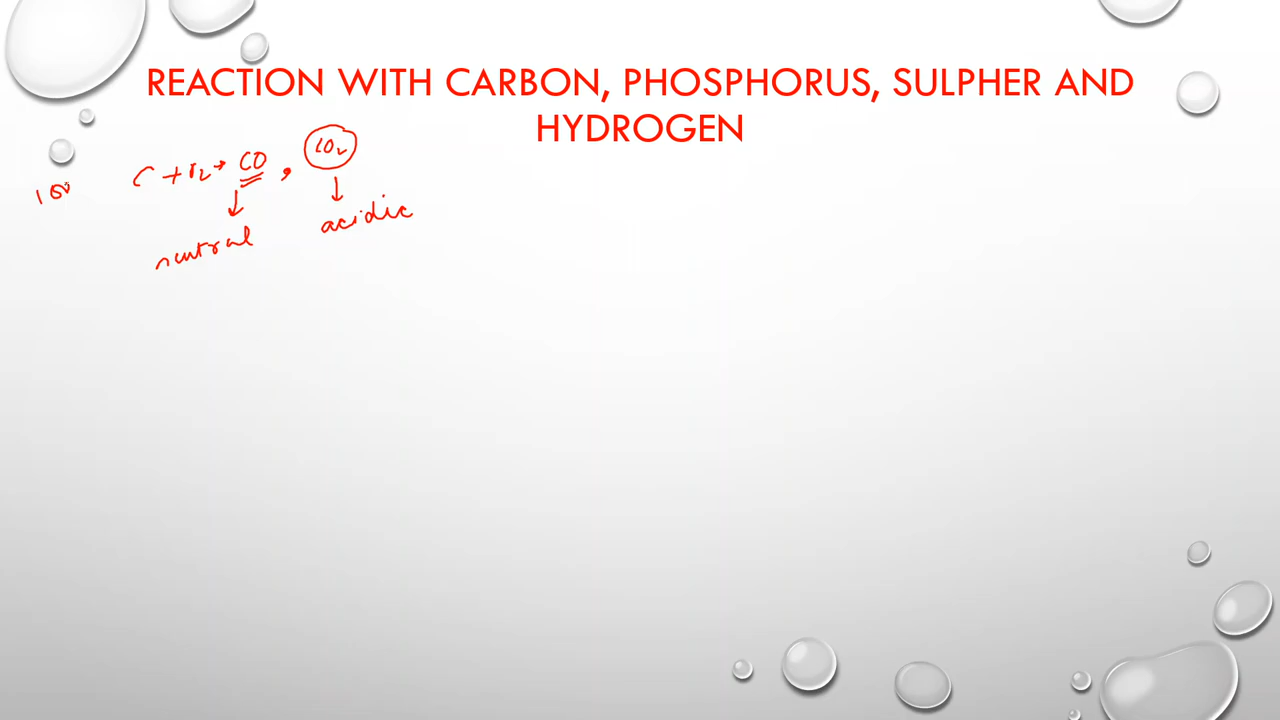 REACTION WITH CARBON, PHOSPHORUS, SULPHER AND
HYDROGEN
C + O₂ → CO , CO₂
neutral acidic